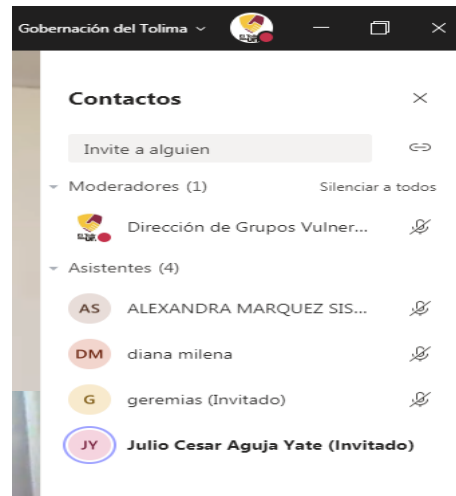 Gobernación del Tolima
Contactos
Invite a alguien
Moderadores (1) Silenciar a todos
Dirección de Grupos Vulner...
Asistentes (4)
AS ALEXANDRA MARQUEZ SIS...
DM diana milena
G geremias (Invitado)
JY Julio Cesar Aguja Yate (Invitado)